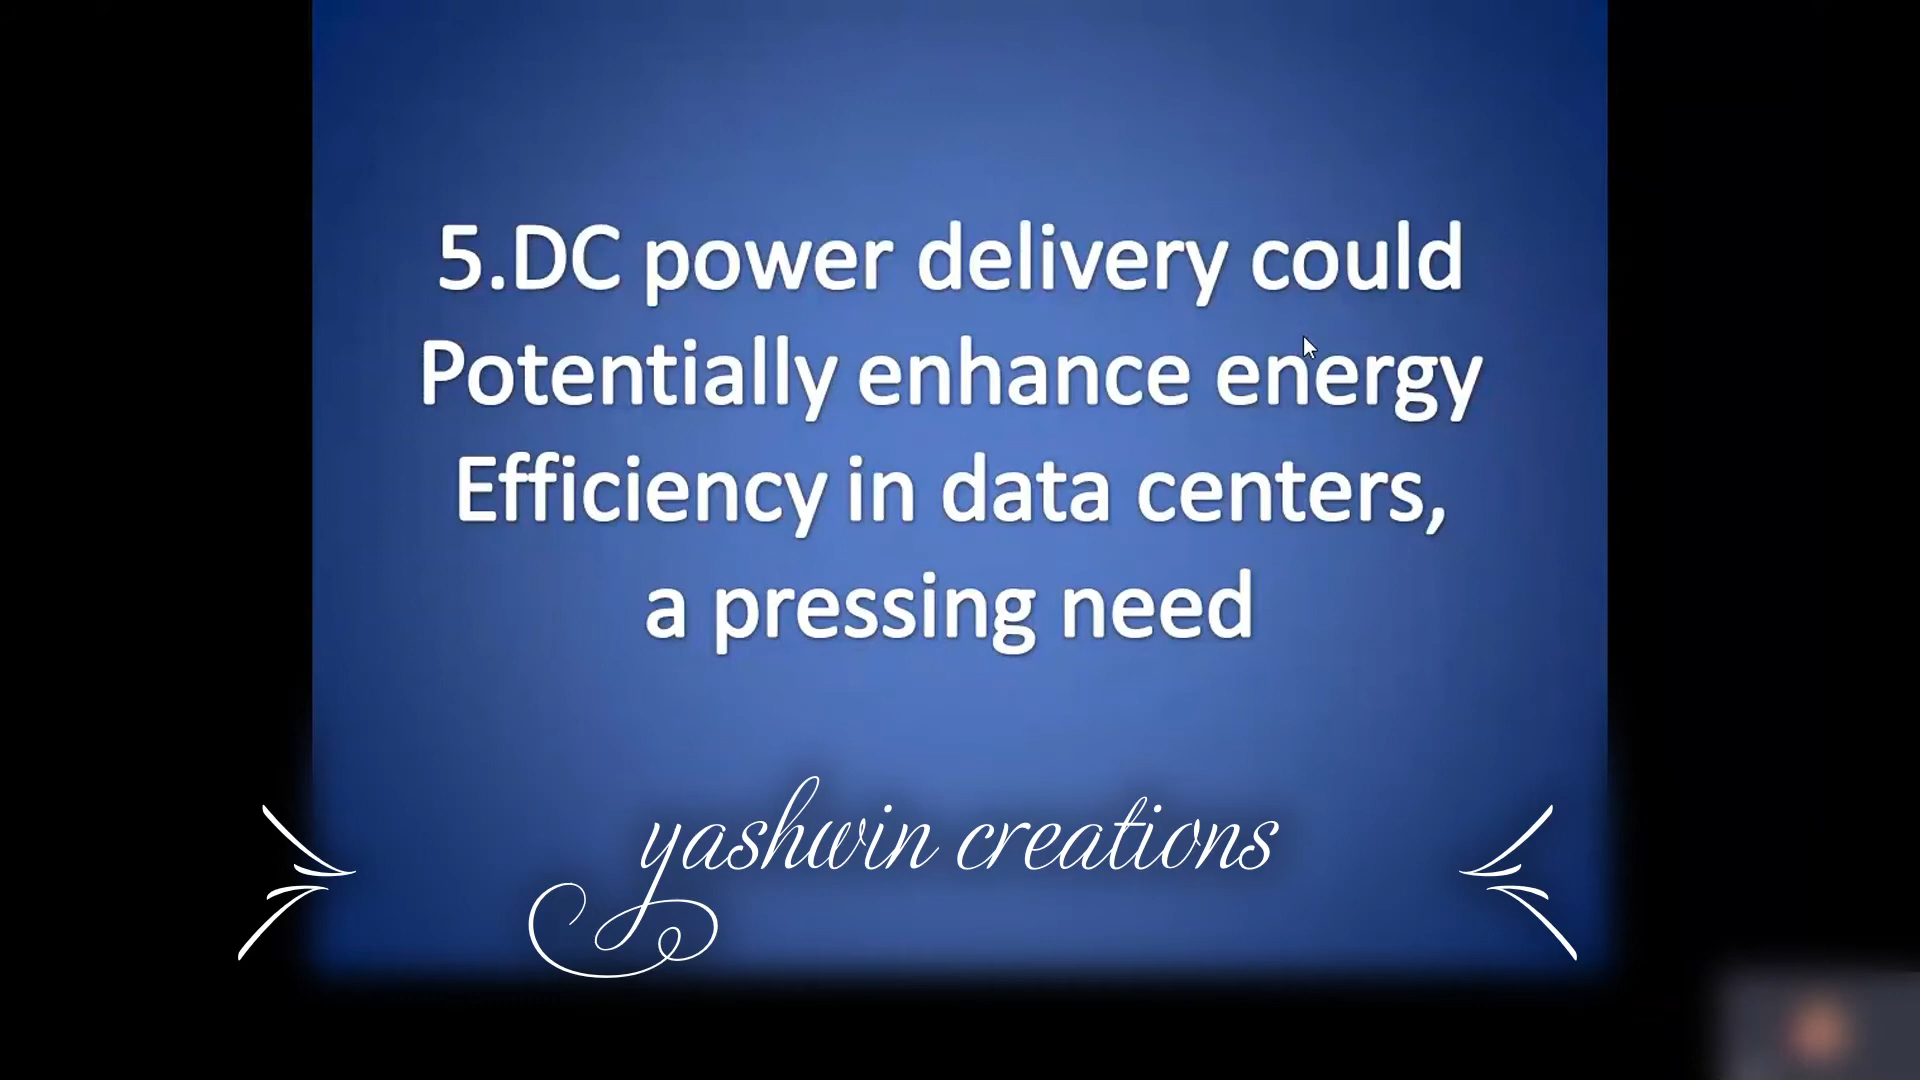 5.DC power delivery could
Potentially enhance energy
Efficiency in data centers,
a pressing need
yashwin creations